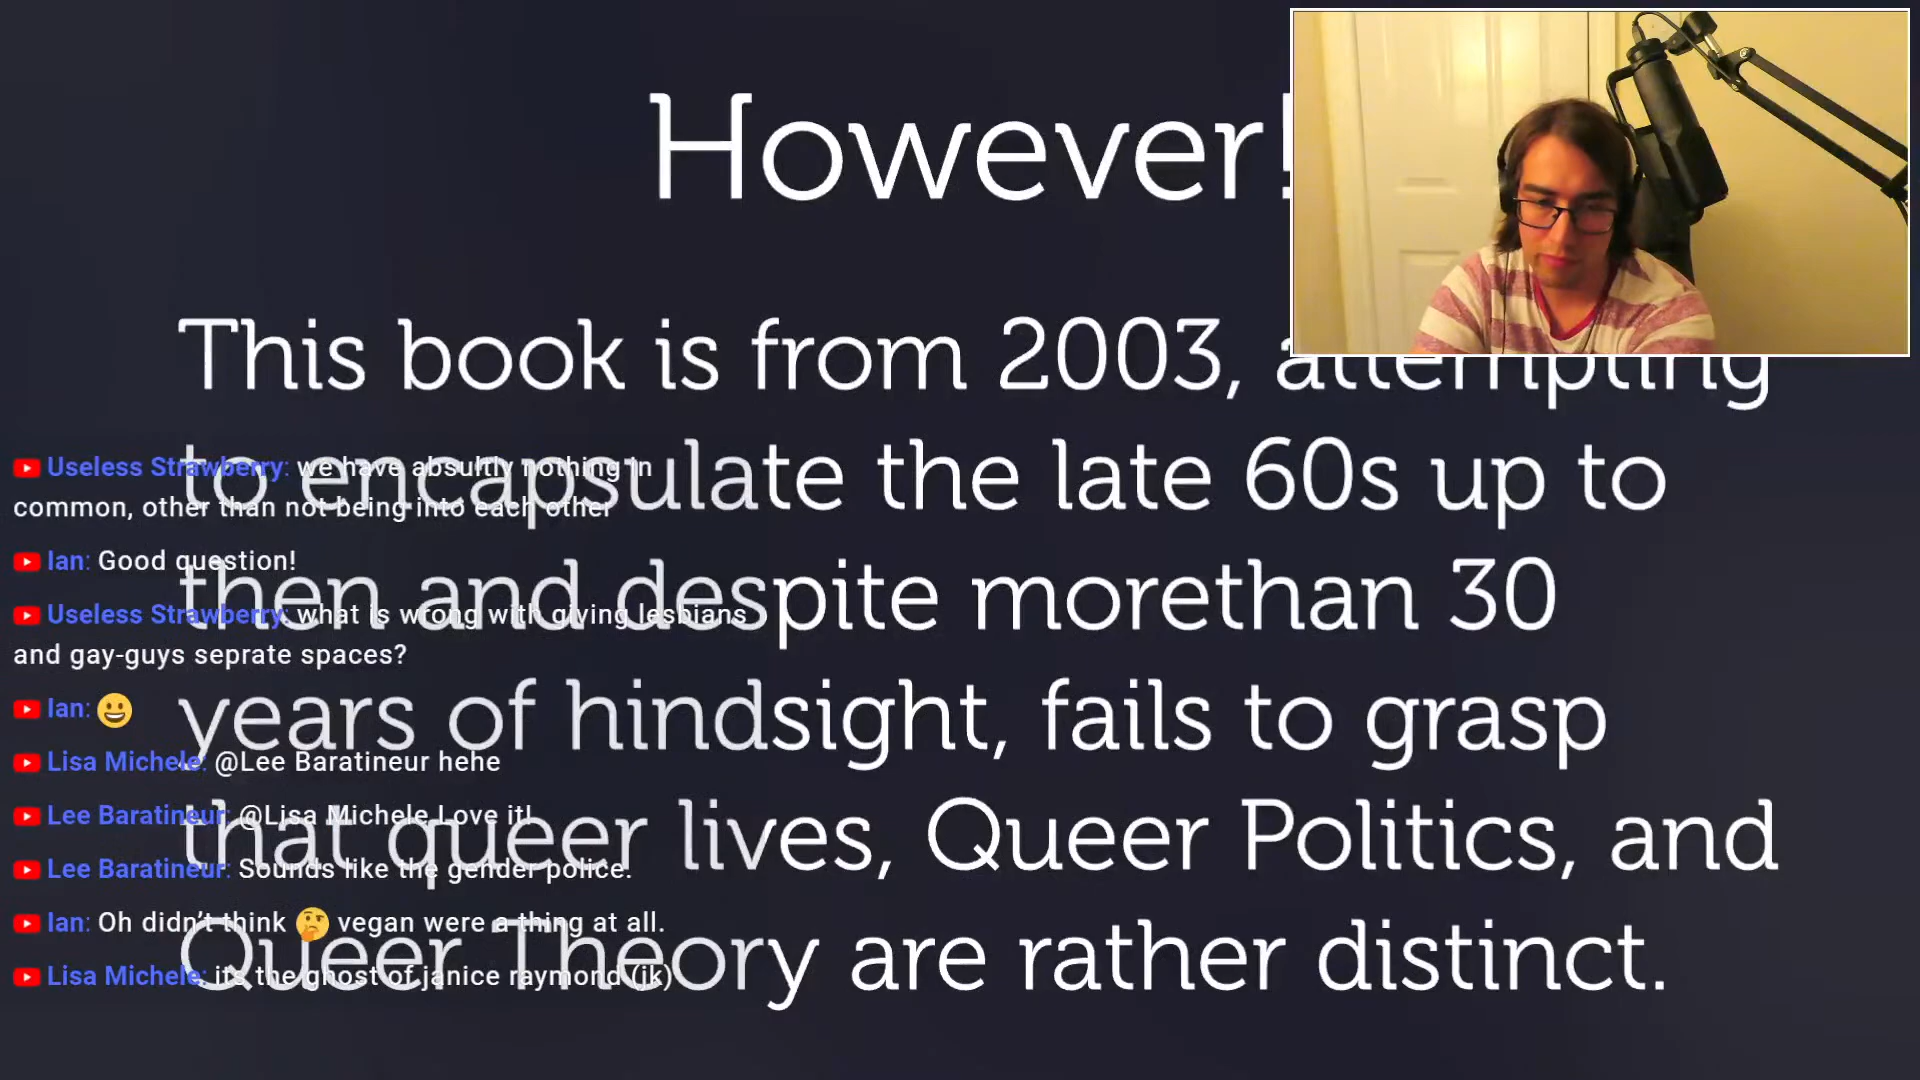 However!
This book is from 2003, attempting
to encapsulate the late 60s up to
then and despite morethan 30
years of hindsight, fails to grasp
that queer lives, Queer Politics, and
Queer Theory are rather distinct.
Useless Strawberry: we have absultly nothing in
common, other than not being into each other
Ian: Good question!
Useless Strawberry: what is wrong with giving lesbians
and gay-guys seprate spaces?
Ian: 😀
Lisa Michele: @Lee Baratineur hehe
Lee Baratineur: @Lisa Michele Love it!
Lee Baratineur: Sounds like the gender police.
Ian: Oh didn't think 🤔 vegan were a thing at all.
Lisa Michele: its the ghost of janice raymond (jk)